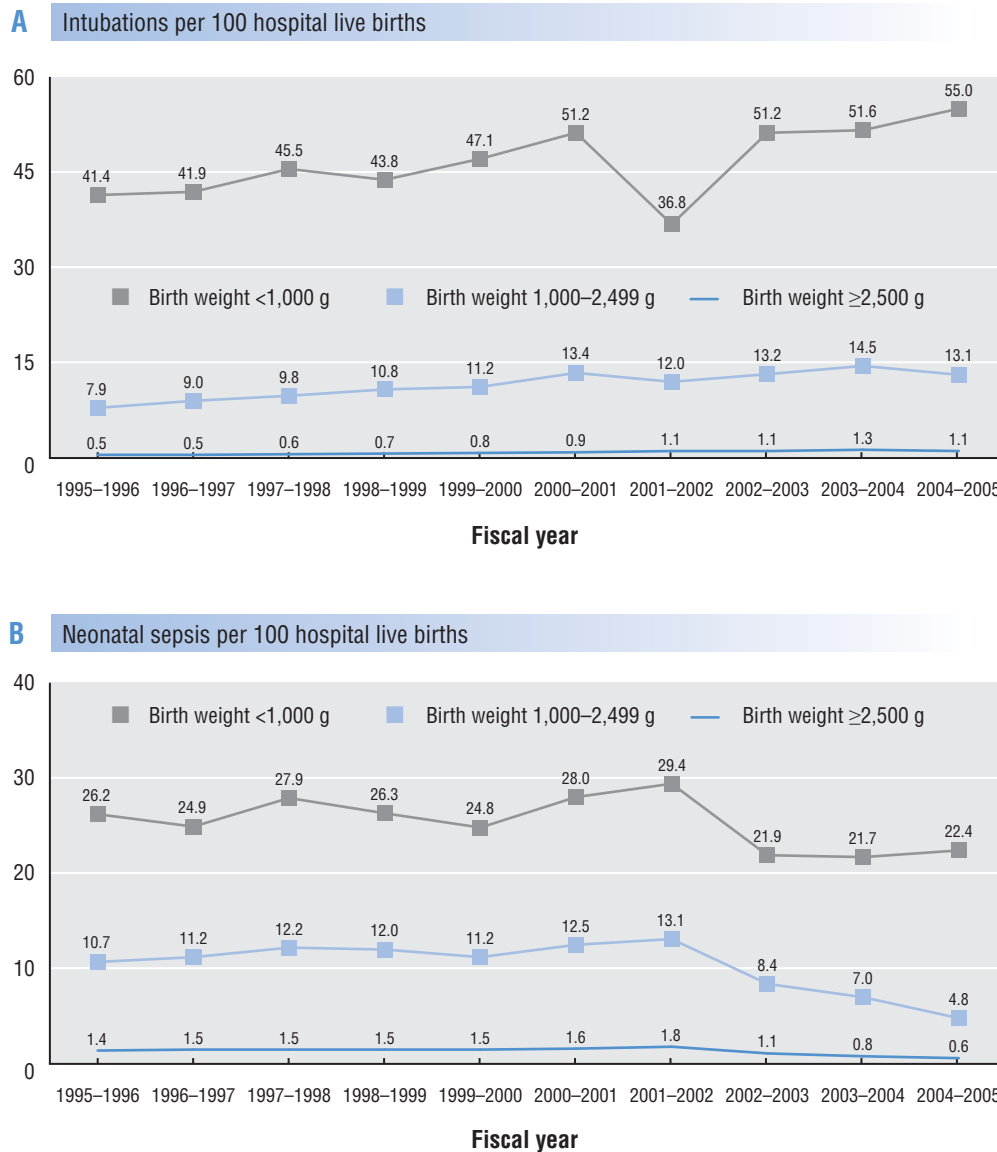 A Intubations per 100 hospital live births
60
45
30
15
0
41.4 41.9 45.5 43.8 47.1 51.2 36.8 51.2 51.6 55.0
Birth weight <1,000 g Birth weight 1,000–2,499 g Birth weight ≥2,500 g
7.9 9.0 9.8 10.8 11.2 13.4 12.0 13.2 14.5 13.1
0.5 0.5 0.6 0.7 0.8 0.9 1.1 1.1 1.3 1.1
1995–1996 1996–1997 1997–1998 1998–1999 1999–2000 2000–2001 2001–2002 2002–2003 2003–2004 2004–2005
Fiscal year
B Neonatal sepsis per 100 hospital live births
40
30
20
10
0
Birth weight <1,000 g Birth weight 1,000–2,499 g Birth weight ≥2,500 g
26.2 24.9 27.9 26.3 24.8 28.0 29.4 21.9 21.7 22.4
10.7 11.2 12.2 12.0 11.2 12.5 13.1 8.4 7.0 4.8
1.4 1.5 1.5 1.5 1.5 1.6 1.8 1.1 0.8 0.6
1995–1996 1996–1997 1997–1998 1998–1999 1999–2000 2000–2001 2001–2002 2002–2003 2003–2004 2004–2005
Fiscal year